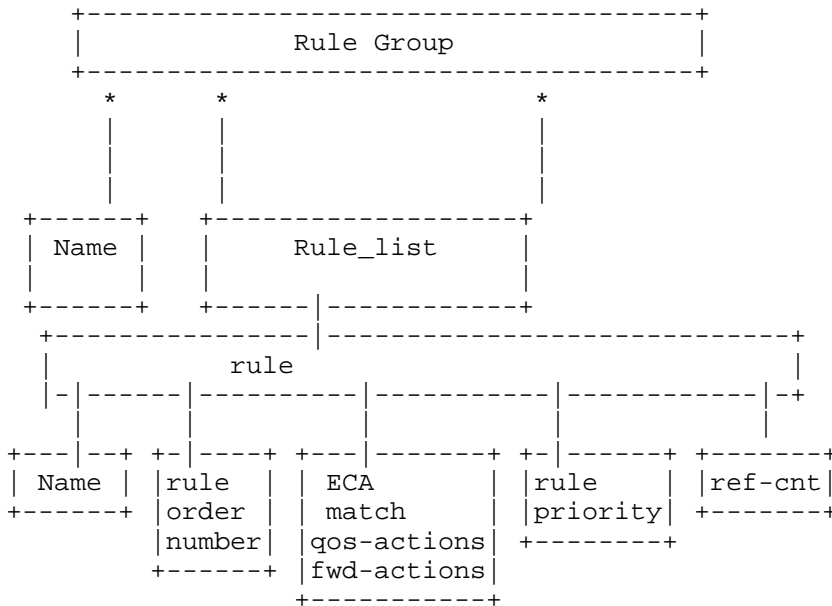 Rule Group
Name Rule_list
rule
Name rule ECA rule ref-cnt
order match priority
number qos-actions
fwd-actions